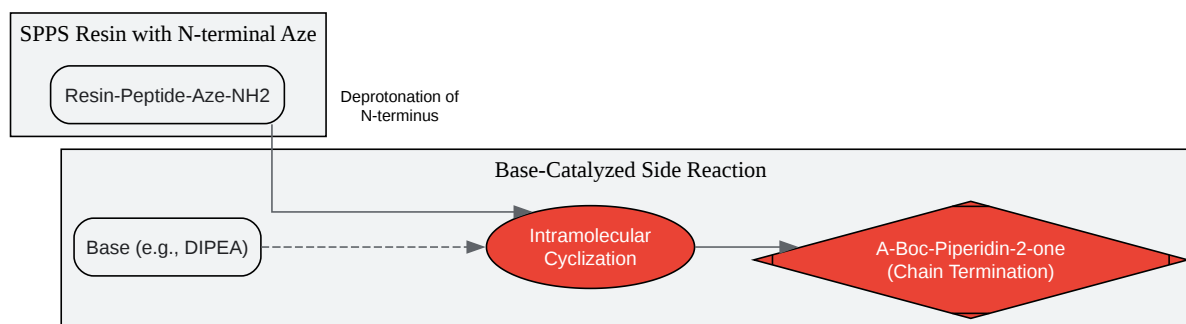 SPPS Resin with N-terminal Aze
Resin-Peptide-Aze-NH2
Deprotonation of
N-terminus
Base-Catalyzed Side Reaction
Base (e.g., DIPEA)
Intramolecular
Cyclization
A-Boc-Piperidin-2-one
(Chain Termination)